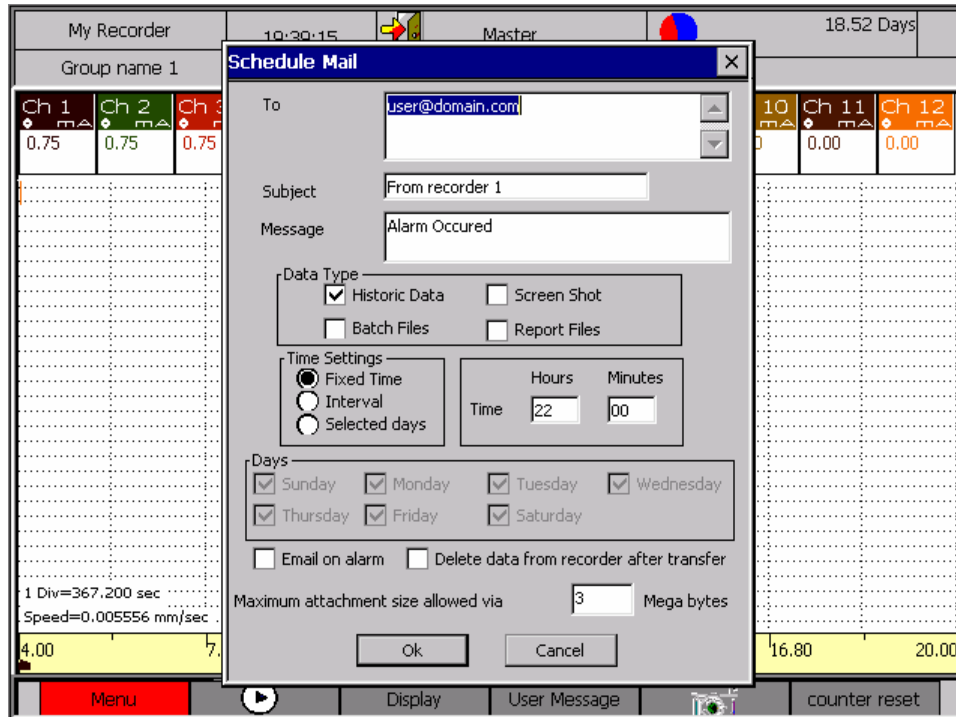 My Recorder
19:39:15
Master
18.52 Days
Group name 1
Schedule Mail
Ch 1
mA
0.75
Ch 2
mA
0.75
Ch
0.75
10
mA
Ch 11
mA
0.00
Ch 12
mA
0.00
To
user@domain.com
Subject
From recorder 1
Message
Alarm Occured
Data Type
Historic Data
Screen Shot
Batch Files
Report Files
Time Settings
Fixed Time
Interval
Selected days
Hours
Minutes
Time
22
00
Days
Sunday
Monday
Tuesday
Wednesday
Thursday
Friday
Saturday
Email on alarm
Delete data from recorder after transfer
Maximum attachment size allowed via
3
Mega bytes
1 Div=367.200 sec
Speed=0.005556 mm/sec
4.00
7.
16.80
20.00
Ok
Cancel
Menu
Display
User Message
counter reset